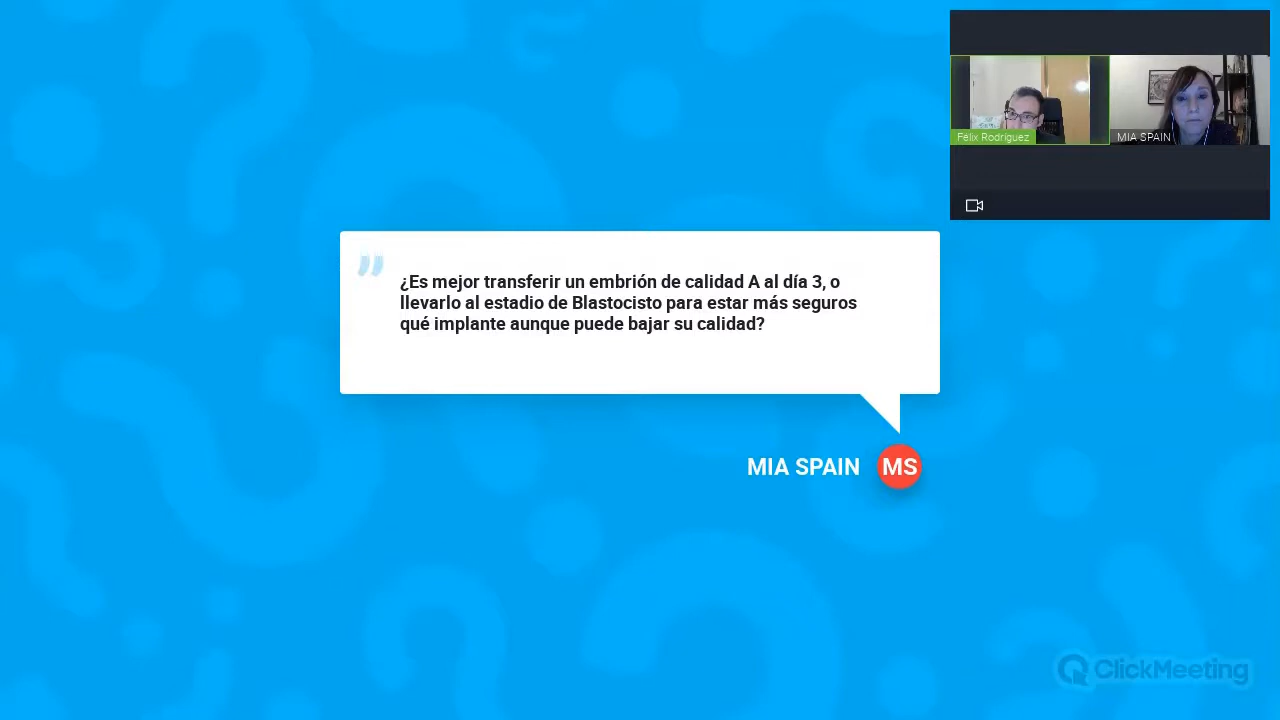 Felix Rodríguez
MIA SPAIN
¿Es mejor transferir un embrión de calidad A al día 3, o
llevarlo al estadio de Blastocisto para estar más seguros
qué implante aunque puede bajar su calidad?
MIA SPAIN
MS
ClickMeeting